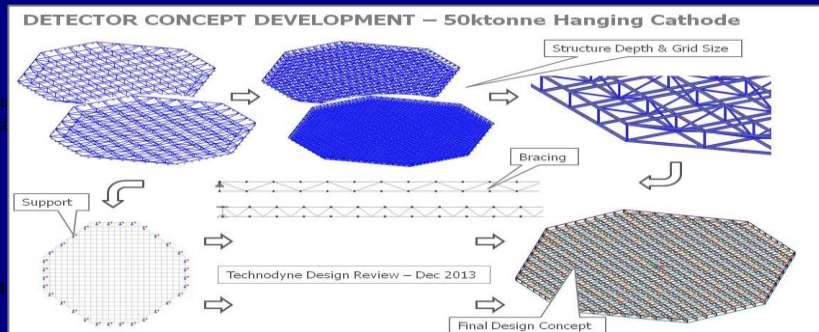 DETECTOR CONCEPT DEVELOPMENT – 50ktonne Hanging Cathode
Structure Depth & Grid Size
Bracing
Support
Technodyne Design Review – Dec 2013
Final Design Concept